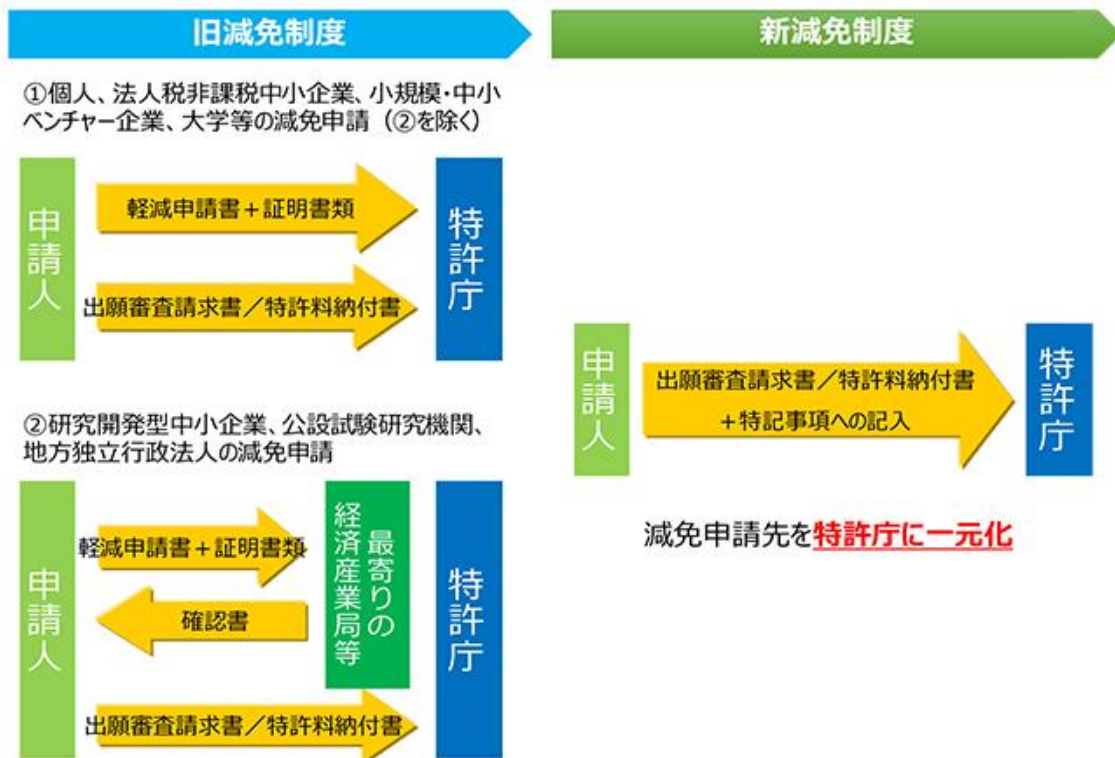 旧減免制度
①個人、法人税非課税中小企業、小規模・中小
ベンチャー企業、大学等の減免申請（②を除く）
申請人
軽減申請書＋証明書類
出願審査請求書／特許料納付書
特許庁
②研究開発型中小企業、公設試験研究機関、
地方独立行政法人の減免申請
申請人
軽減申請書＋証明書類
確認書
最寄りの
経済産業局等
出願審査請求書／特許料納付書
特許庁
新減免制度
申請人
出願審査請求書／特許料納付書
＋特記事項への記入
特許庁
減免申請先を特許庁に一元化